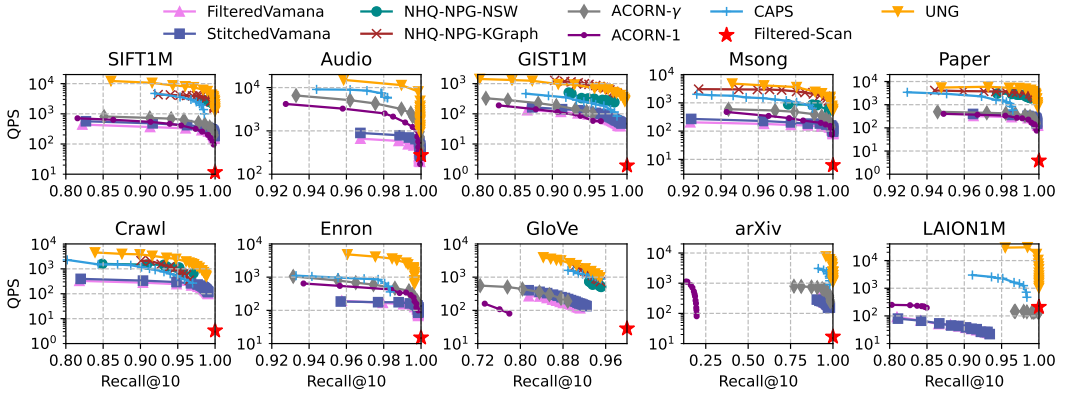 FilteredVamana NHQ-NPG-NSW ACORN-γ CAPS UNG
StitchedVamana NHQ-NPG-KGraph ACORN-1 Filtered-Scan
SIFT1M Audio GIST1M Msong Paper
QPS
10⁴ 10³ 10² 10¹
10⁴ 10³ 10²
10³ 10² 10¹ 10⁰
10⁴ 10³ 10² 10¹
10⁴ 10³ 10² 10¹ 10⁰
0.80 0.85 0.90 0.95 1.00
0.92 0.94 0.96 0.98 1.00
0.80 0.85 0.90 0.95 1.00
0.925 0.950 0.975 1.000
0.92 0.94 0.96 0.98 1.00
Crawl Enron GloVe arXiv LAION1M
QPS
10⁴ 10³ 10² 10¹ 10⁰
10⁴ 10³ 10² 10¹
10⁴ 10³ 10² 10¹
10⁴ 10³ 10² 10¹
10⁴ 10³ 10² 10¹
0.80 0.85 0.90 0.95 1.00
0.92 0.94 0.96 0.98 1.00
0.72 0.80 0.88 0.96
0.25 0.50 0.75 1.00
0.80 0.85 0.90 0.95 1.00
Recall@10 Recall@10 Recall@10 Recall@10 Recall@10